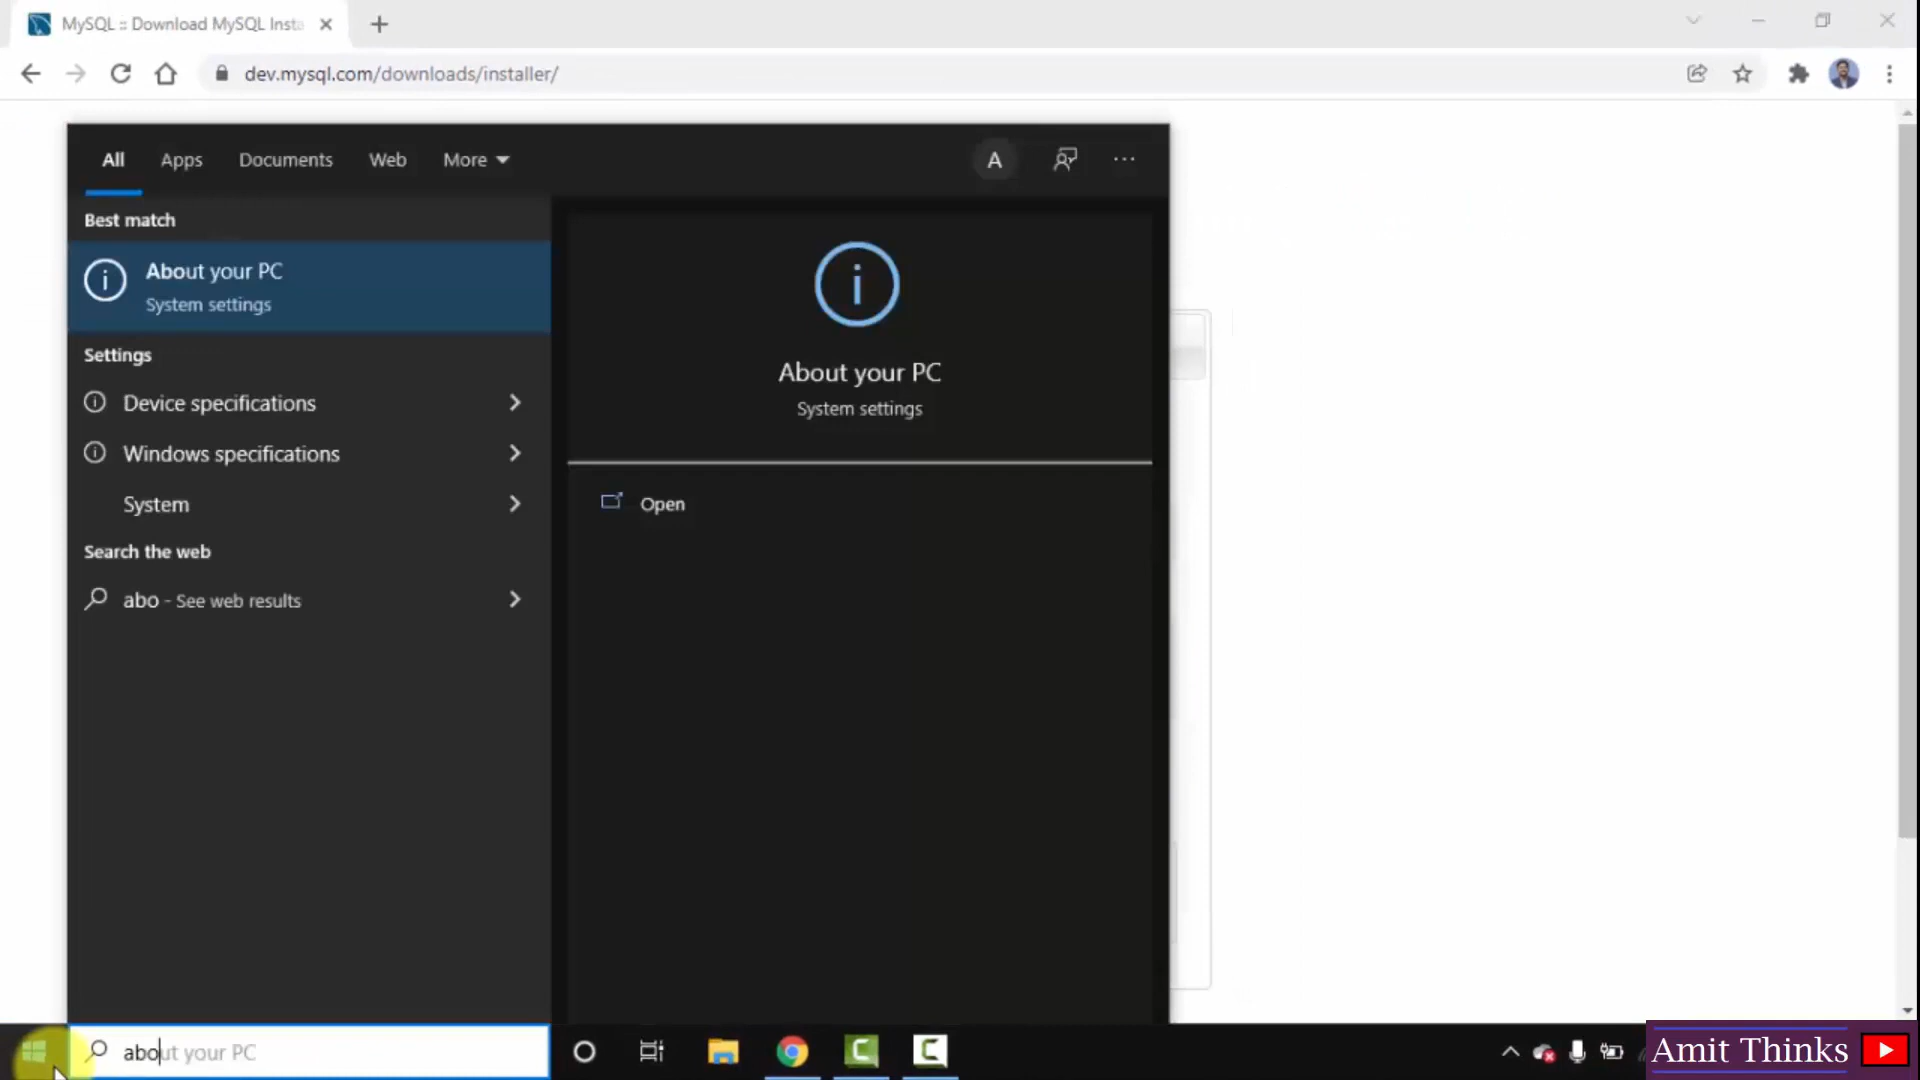 MySQL :: Download MySQL Insta
dev.mysql.com/downloads/installer/
All Apps Documents Web More
A
Best match
About your PC
System settings
Settings
Device specifications
Windows specifications
System
Search the web
abo - See web results
About your PC
System settings
Open
about your PC
Amit Thinks